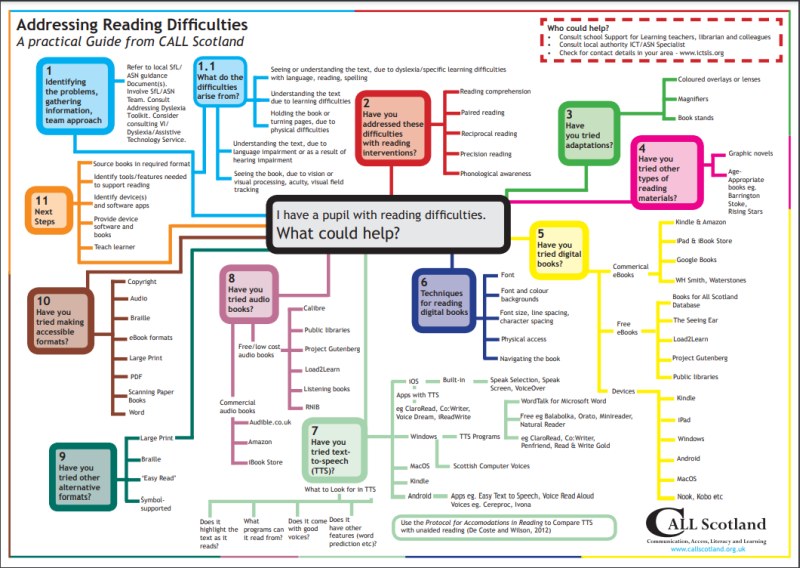 Addressing Reading Difficulties
A practical Guide from CALL Scotland
Who could help?
• Consult school Support for Learning teachers, librarian and colleagues
• Consult local authority ICT/ASN Specialist
• Check for contact details in your area - www.ictsls.org
1
Identifying
the problems,
gathering
information,
team approach
Refer to local SfL/
ASN guidance
Document(s).
Involve SfL/ASN
Team. Consult
Addressing Dyslexia
Toolkit. Consider
consulting VI/
Dyslexia/Assistive
Technology Service.
1.1
What do the
difficulties
arise from?
Seeing or understanding the text, due to dyslexia/specific learning difficulties
with language, reading, spelling
Understanding the text
due to learning difficulties
Holding the book or
turning pages, due to
physical difficulties
Understanding the text, due to
language impairment or as a result of
hearing impairment
Seeing the book, due to vision or
visual processing, acuity, visual field
tracking
2
Have you
addressed these
difficulties
with reading
interventions?
Reading comprehension
Paired reading
Reciprocal reading
Precision reading
Phonological awareness
3
Have
you tried
adaptations?
Coloured overlays or lenses
Magnifiers
Book stands
4
Have you
tried other
types of
reading
materials?
Graphic novels
Age-
Appropriate
books eg.
Barrington
Stoke,
Rising Stars
I have a pupil with reading difficulties.
What could help?
5
Have you
tried digital
books?
Commerical
eBooks
Kindle & Amazon
IPad & iBook Store
Google Books
WH Smith, Waterstones
Free
eBooks
Books for All Scotland
Database
The Seeing Ear
Load2Learn
Project Gutenberg
Public libraries
Devices
Kindle
iPad
Windows
Android
MacOS
Nook, Kobo etc
6
Techniques
for reading
digital books
Font
Font and colour
backgrounds
Font size, line spacing,
character spacing
Physical access
Navigating the book
7
Have you
tried text-
to-speech
(TTS)?
IOS
Built-in
Speak Selection, Speak
Screen, VoiceOver
Apps with TTS
eg ClaroRead, Co:Writer,
Voice Dream, iReadWrite
Windows
TTS Programs
WordTalk for Microsoft Word
Free eg Balabolka, Orato, Minireader,
Natural Reader
eg ClaroRead, Co:Writer,
Penfriend, Read & Write Gold
Scottish Computer Voices
MacOS
Kindle
Android
Apps eg. Easy Text to Speech, Voice Read Aloud
Voices eg. Cereproc, Ivona
What to Look for in TTS
Does it
highlight the
text as it
reads?
What
programs can
it read from?
Does it come
with good
voices?
Does it
have other
features (word
prediction etc)?
Use the Protocol for Accomodations in Reading to Compare TTS
with unaided reading (De Coste and Wilson, 2012)
8
Have you
tried audio
books?
Free/low cost
audio books
Calibre
Public libraries
Project Gutenberg
Load2Learn
Listening books
RNIB
Commercial
audio books
Audible.co.uk
Amazon
iBook Store
9
Have you
tried other
alternative
formats?
Large Print
Braille
'Easy Read'
Symbol-
supported
10
Have you
tried making
accessible
formats?
Copyright
Audio
Braille
eBook formats
Large Print
PDF
Scanning Paper
Books
Word
11
Next
Steps
Source books in required format
Identify tools/features needed
to support reading
Identify device(s)
and software apps
Provide device
software and
books
Teach learner
CALL Scotland
Communication, Access, Literacy and Learning
www.callscotland.org.uk